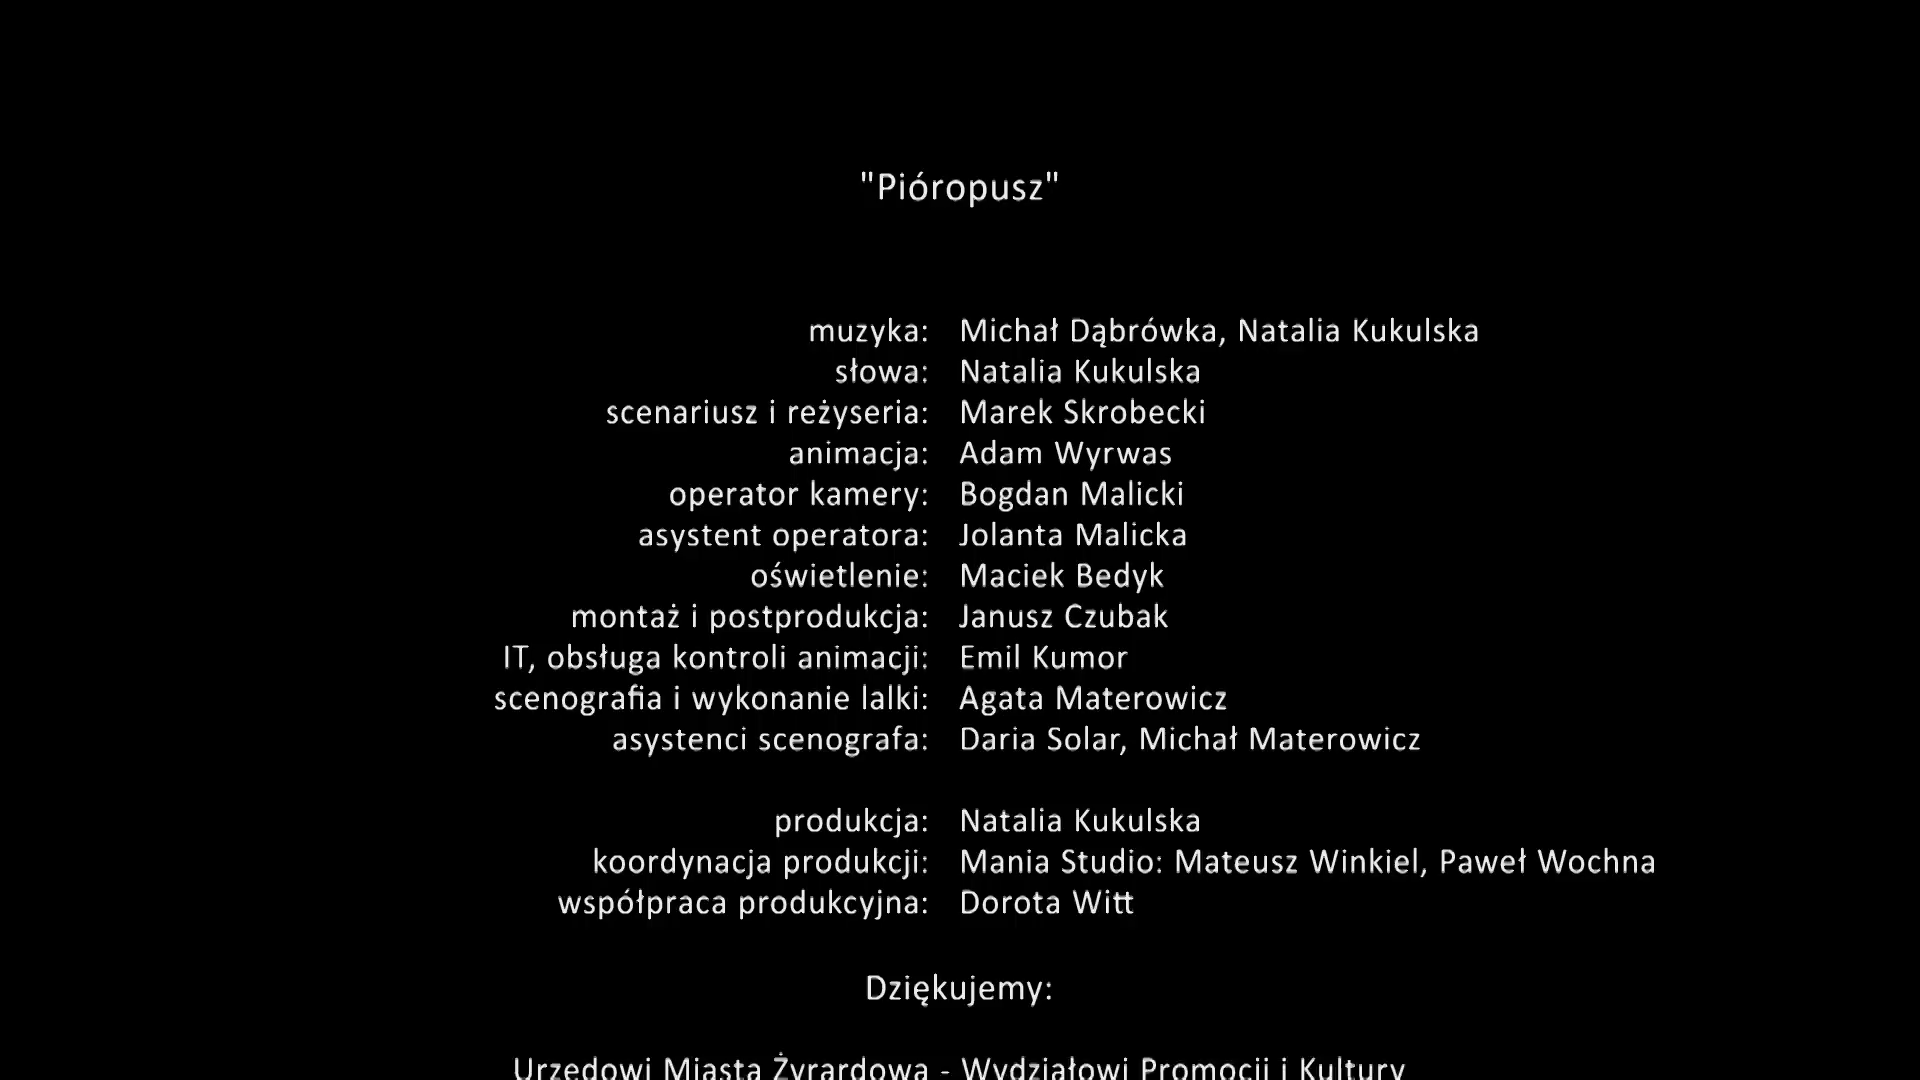 "Pióropusz"
muzyka: Michał Dąbrówka, Natalia Kukulska
słowa: Natalia Kukulska
scenariusz i reżyseria: Marek Skrobecki
animacja: Adam Wyrwas
operator kamery: Bogdan Malicki
asystent operatora: Jolanta Malicka
oświetlenie: Maciek Bedyk
montaż i postprodukcja: Janusz Czubak
IT, obsługa kontroli animacji: Emil Kumor
scenografia i wykonanie lalki: Agata Materowicz
asystenci scenografa: Daria Solar, Michał Materowicz
produkcja: Natalia Kukulska
koordynacja produkcji: Mania Studio: Mateusz Winkiel, Paweł Wochna
współpraca produkcyjna: Dorota Witt
Dziękujemy:
Urzędowi Miasta Żyrardowa - Wydziałowi Promocji i Kultury